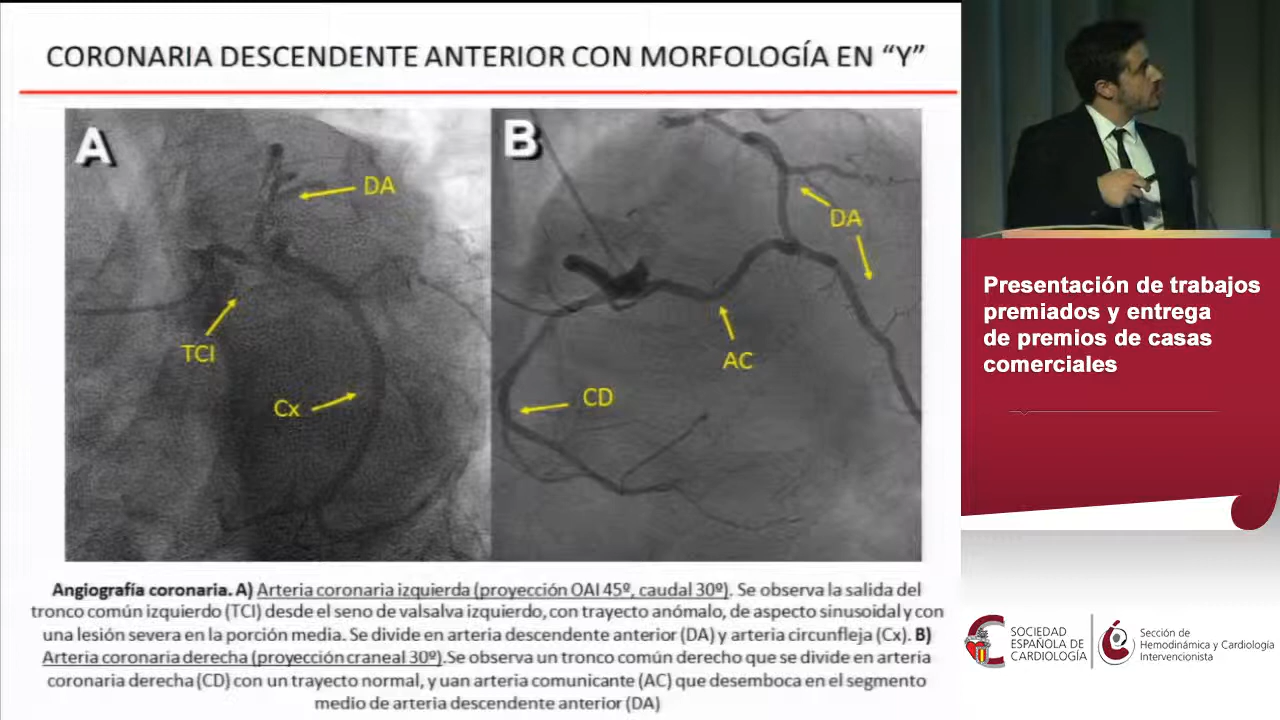 CORONARIA DESCENDENTE ANTERIOR CON MORFOLOGÍA EN “Y”
A
DA
TCI
Cx
B
DA
AC
CD
Angiografía coronaria. A) Arteria coronaria izquierda (proyección OAI 45º, caudal 30º). Se observa la salida del
tronco común izquierdo (TCI) desde el seno de valsalva izquierdo, con trayecto anómalo, de aspecto sinusoidal y con
una lesión severa en la porción media. Se divide en arteria descendente anterior (DA) y arteria circunfleja (Cx). B)
Arteria coronaria derecha (proyección craneal 30º).Se observa un tronco común derecho que se divide en arteria
coronaria derecha (CD) con un trayecto normal, y uan arteria comunicante (AC) que desemboca en el segmento
medio de arteria descendente anterior (DA)
Presentación de trabajos
premiados y entrega
de premios de casas
comerciales
SOCIEDAD
ESPAÑOLA DE
CARDIOLOGÍA
Sección de
Hemodinámica y Cardiología
Intervencionista